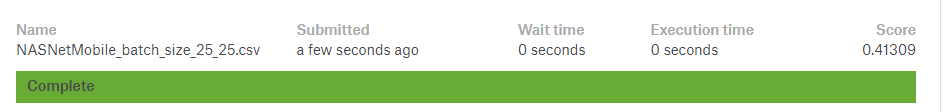 Name Submitted Wait time Execution time Score
NASNetMobile_batch_size_25_25.csv a few seconds ago 0 seconds 0 seconds 0.41309
Complete